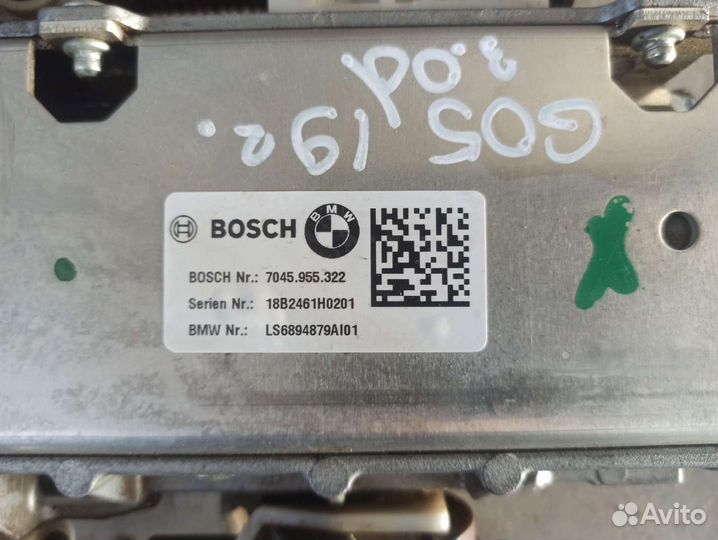 G05 19г.
3.0d
BOSCH
BMW
BOSCH Nr.: 7045.955.322
Serien Nr.: 18B2461H0201
BMW Nr.: LS6894879AI01
Avito